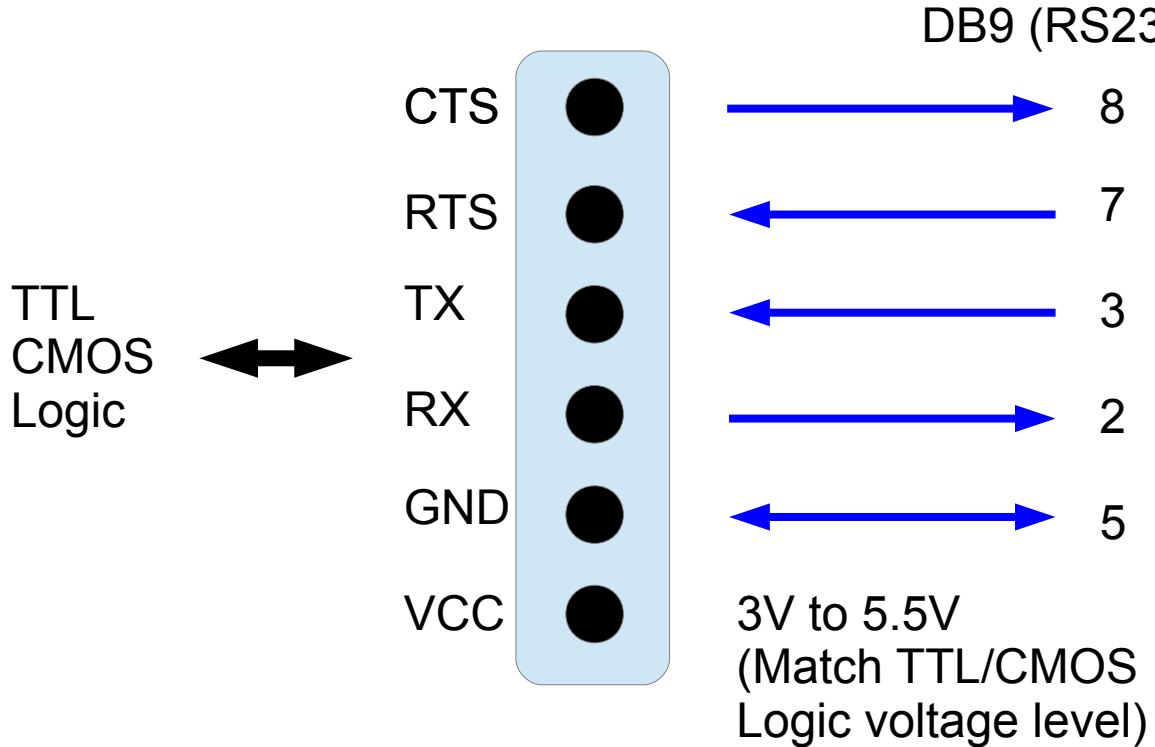 DB9 (RS23
CTS 8
RTS 7
TX 3
RX 2
GND 5
VCC
TTL
CMOS
Logic
3V to 5.5V
(Match TTL/CMOS
Logic voltage level)